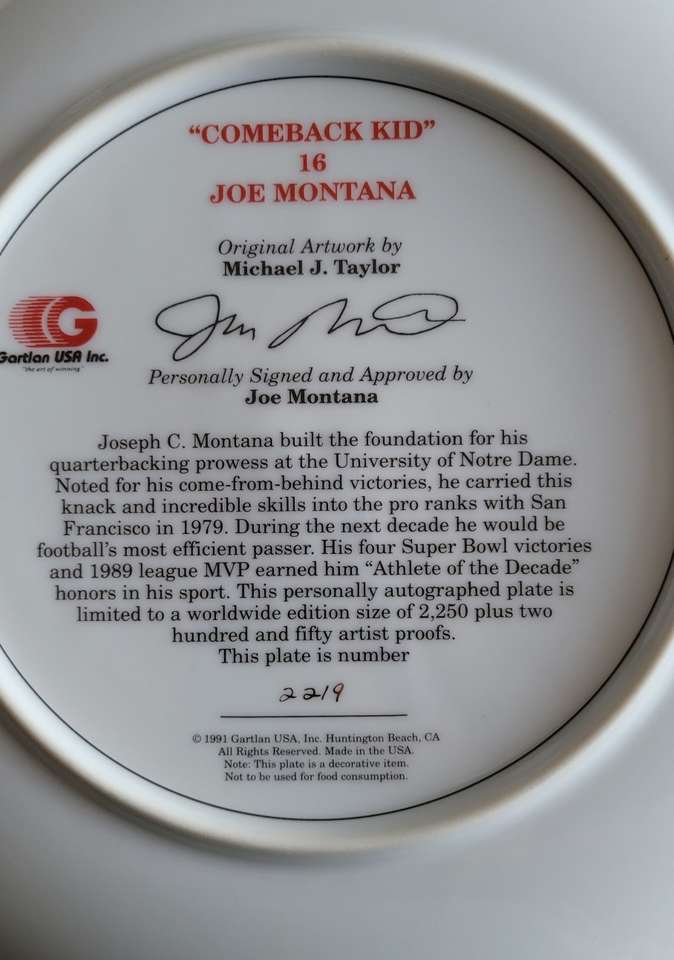 “COMEBACK KID”
16
JOE MONTANA
Original Artwork by
Michael J. Taylor
G
Gartlan USA Inc.
"the art of winning"
Joe Montana
Personally Signed and Approved by
Joe Montana
Joseph C. Montana built the foundation for his
quarterbacking prowess at the University of Notre Dame.
Noted for his come-from-behind victories, he carried this
knack and incredible skills into the pro ranks with San
Francisco in 1979. During the next decade he would be
football’s most efficient passer. His four Super Bowl victories
and 1989 league MVP earned him “Athlete of the Decade”
honors in his sport. This personally autographed plate is
limited to a worldwide edition size of 2,250 plus two
hundred and fifty artist proofs.
This plate is number
2219
© 1991 Gartlan USA, Inc. Huntington Beach, CA
All Rights Reserved. Made in the USA.
Note: This plate is a decorative item.
Not to be used for food consumption.